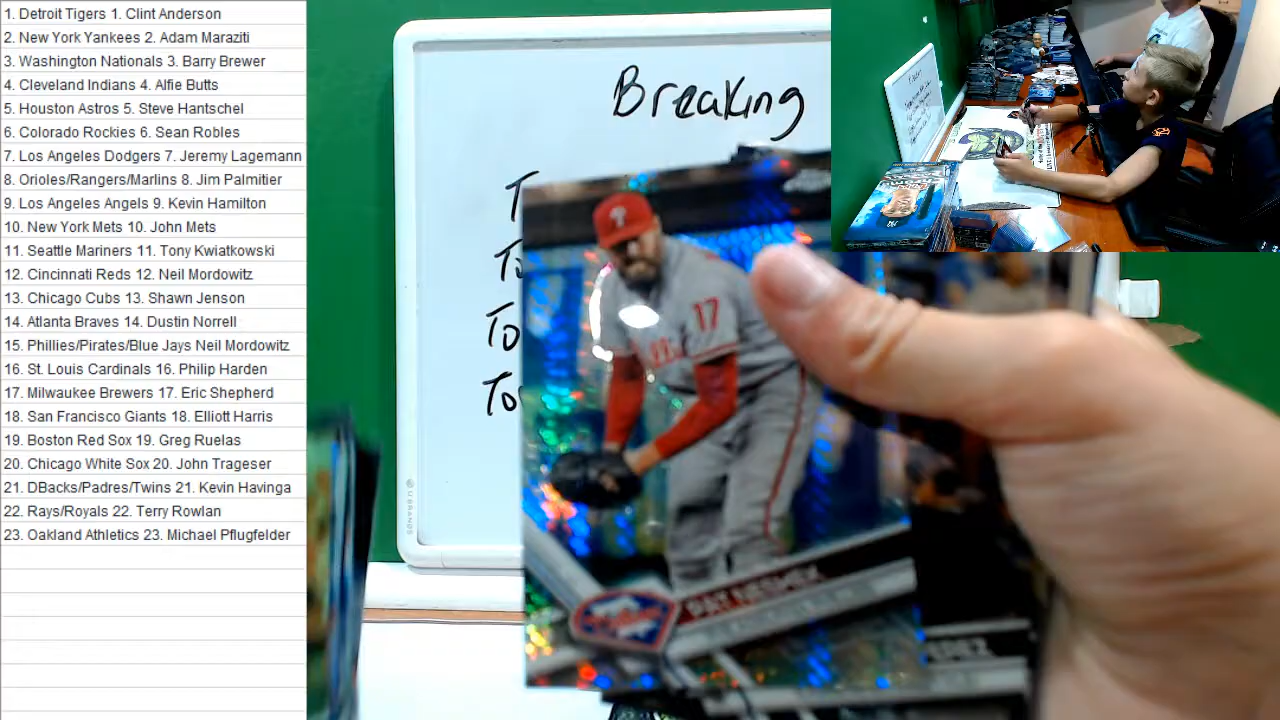 1. Detroit Tigers 1. Clint Anderson
2. New York Yankees 2. Adam Maraziti
3. Washington Nationals 3. Barry Brewer
4. Cleveland Indians 4. Alfie Butts
5. Houston Astros 5. Steve Hantschel
6. Colorado Rockies 6. Sean Robles
7. Los Angeles Dodgers 7. Jeremy Lagemann
8. Orioles/Rangers/Marlins 8. Jim Palmitier
9. Los Angeles Angels 9. Kevin Hamilton
10. New York Mets 10. John Mets
11. Seattle Mariners 11. Tony Kwiatkowski
12. Cincinnati Reds 12. Neil Mordowitz
13. Chicago Cubs 13. Shawn Jenson
14. Atlanta Braves 14. Dustin Norrell
15. Phillies/Pirates/Blue Jays Neil Mordowitz
16. St. Louis Cardinals 16. Philip Harden
17. Milwaukee Brewers 17. Eric Shepherd
18. San Francisco Giants 18. Elliott Harris
19. Boston Red Sox 19. Greg Ruelas
20. Chicago White Sox 20. John Trageser
21. DBacks/Padres/Twins 21. Kevin Havinga
22. Rays/Royals 22. Terry Rowlan
23. Oakland Athletics 23. Michael Pflugfelder
Breaking
17
PAT NESHEK